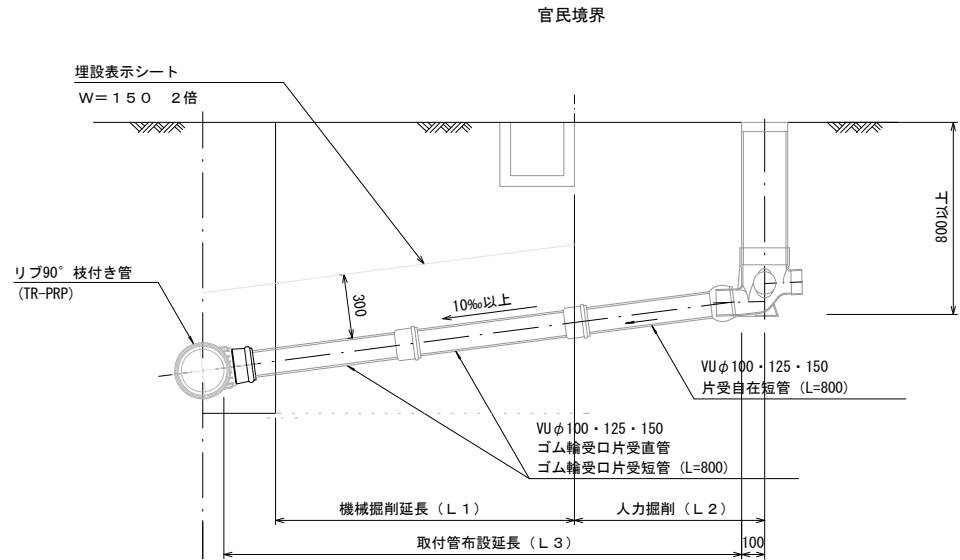 官民境界
埋設表示シート
W=150 2倍
800以上
リブ90°枝付き管
(TR-PRP)
300
10‰以上
VUφ100・125・150
片受自在短管 (L=800)
VUφ100・125・150
ゴム輪受口片受直管
ゴム輪受口片受短管 (L=800)
機械掘削延長（L1）
人力掘削（L2）
取付管布設延長（L3）
100